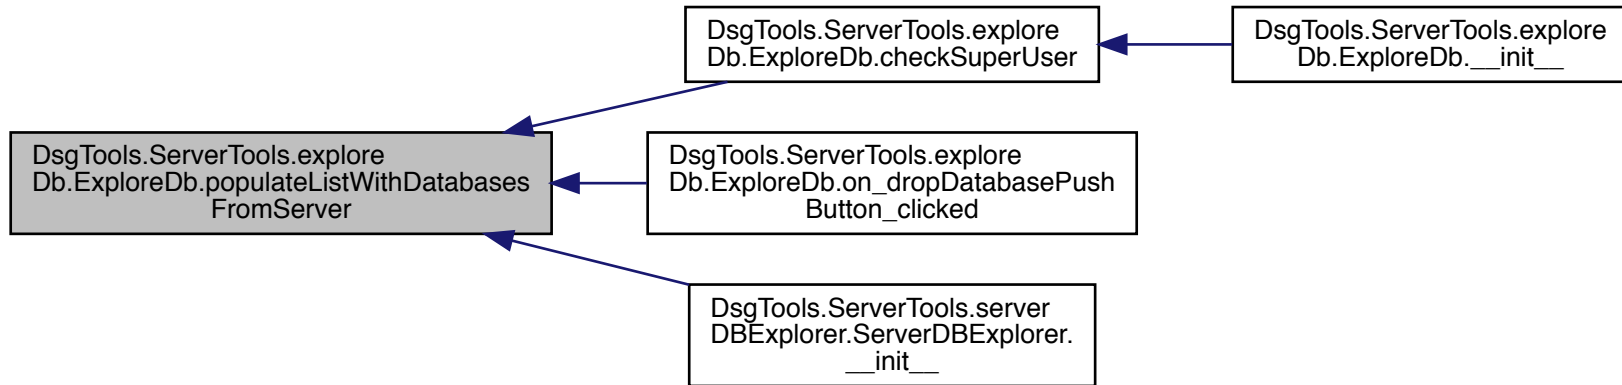 DsgTools.ServerTools.explore
Db.ExploreDb.checkSuperUser
DsgTools.ServerTools.explore
Db.ExploreDb.__init__
DsgTools.ServerTools.explore
Db.ExploreDb.populateListWithDatabases
FromServer
DsgTools.ServerTools.explore
Db.ExploreDb.on_dropDatabasePush
Button_clicked
DsgTools.ServerTools.server
DBExplorer.ServerDBExplorer.
__init__